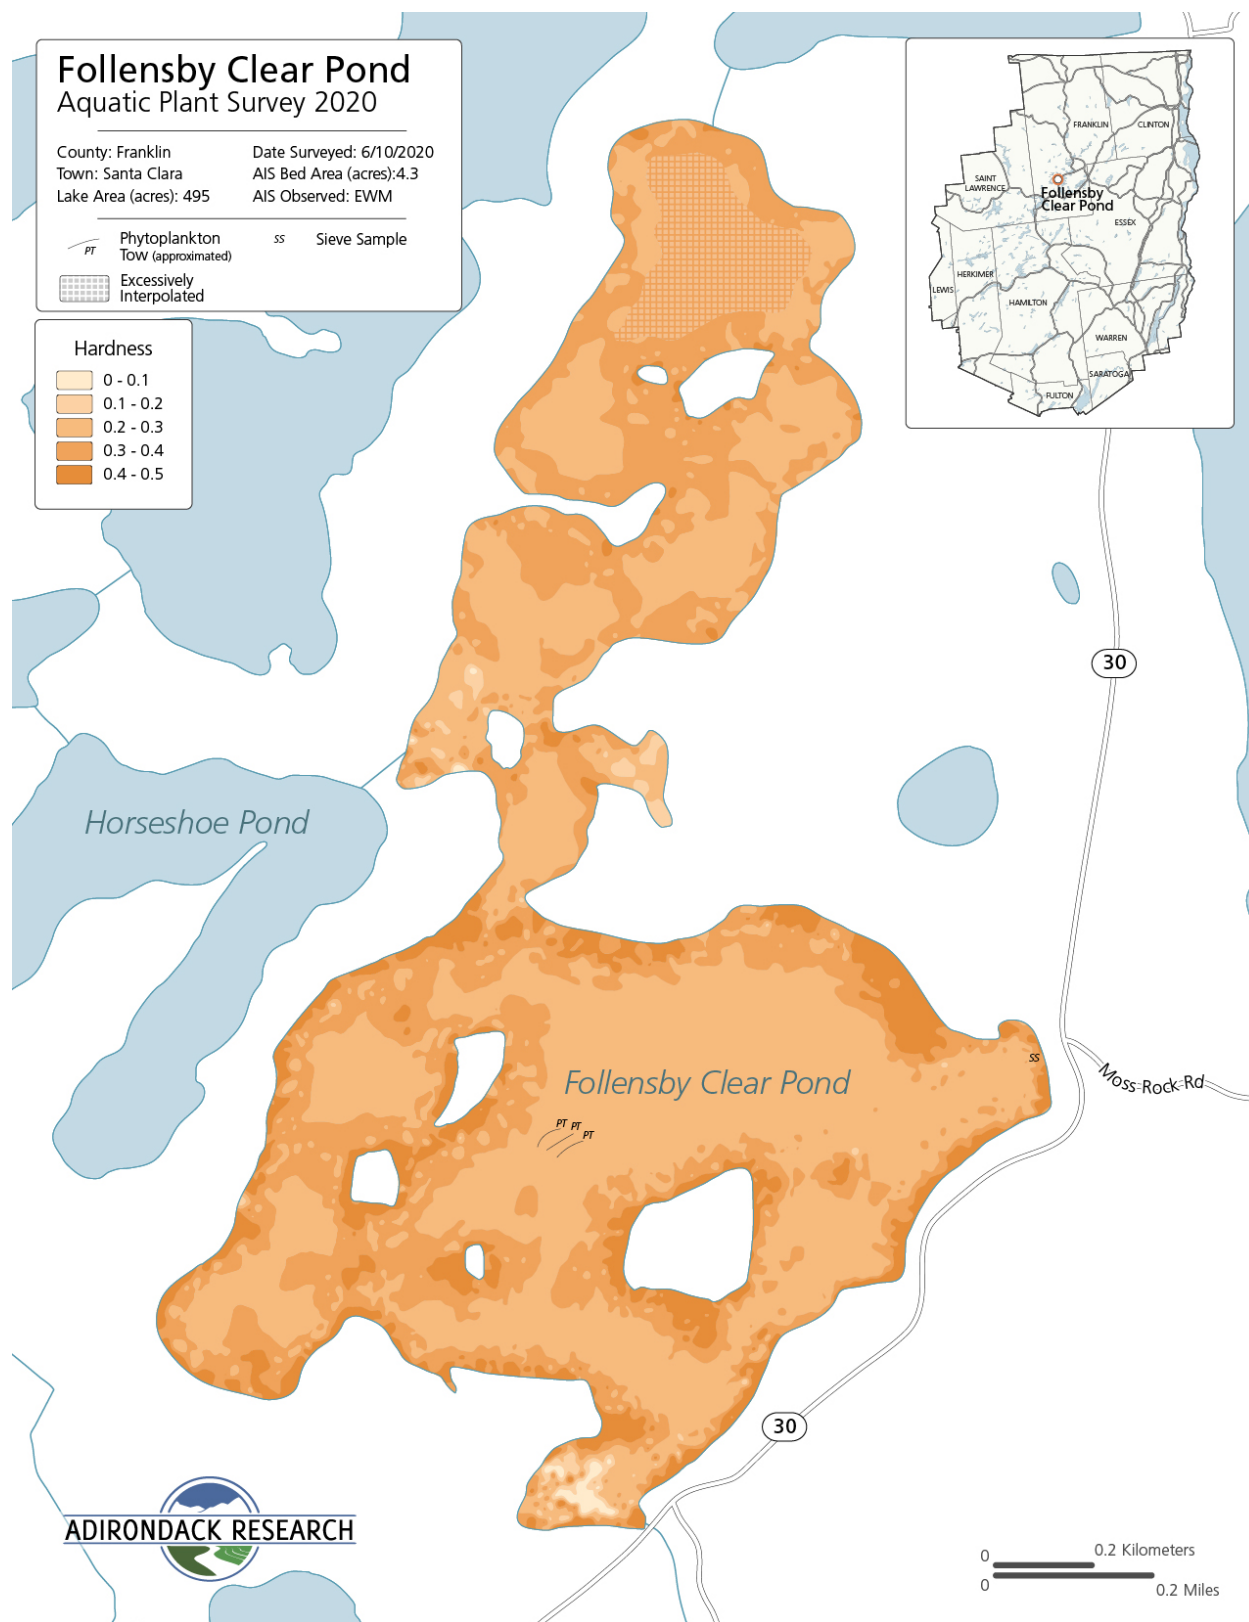 Follensby Clear Pond
Aquatic Plant Survey 2020
County: Franklin
Date Surveyed: 6/10/2020
Town: Santa Clara
AIS Bed Area (acres):4.3
Lake Area (acres): 495
AIS Observed: EWM
PT
Phytoplankton
Tow (approximated)
SS
Sieve Sample
Excessively
Interpolated
Hardness
0 - 0.1
0.1 - 0.2
0.2 - 0.3
0.3 - 0.4
0.4 - 0.5
FRANKLIN
CLINTON
SAINT
LAWRENCE
Follensby
Clear Pond
ESSEX
HERKIMER
LEWIS
HAMILTON
WARREN
SARATOGA
FULTON
30
Horseshoe Pond
SS
Moss Rock Rd
Follensby Clear Pond
PT
PT
PT
30
ADIRONDACK RESEARCH
0
0.2 Kilometers
0
0.2 Miles